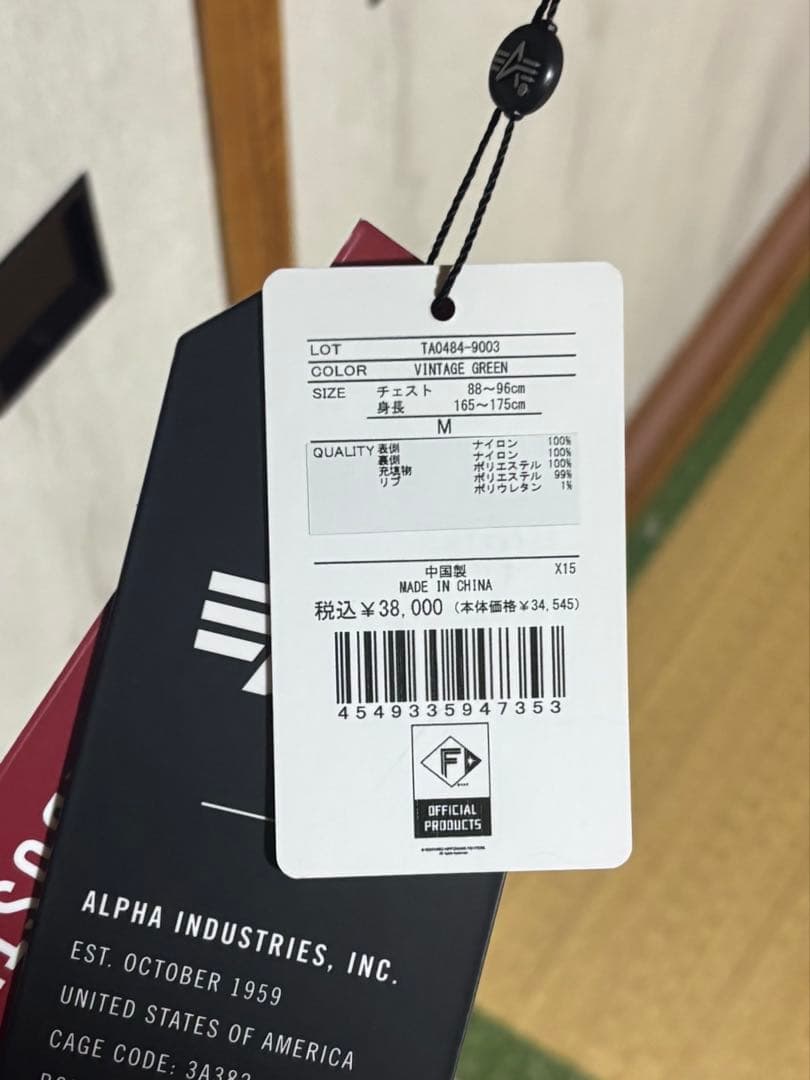 LOT TA0484-9003
COLOR VINTAGE GREEN
SIZE チェスト 88～96cm
身長 165～175cm
M
QUALITY 表側 ナイロン 100%
裏側 ナイロン 100%
充填物 ポリエステル 100%
リブ ポリエステル 99%
ポリウレタン 1%
中国製 X15
MADE IN CHINA
税込￥38,000 (本体価格￥34,545)
4549335947353
F
OFFICIAL
PRODUCTS
ALPHA INDUSTRIES, INC.
EST. OCTOBER 1959
UNITED STATES OF AMERICA
CAGE CODE: 3A382